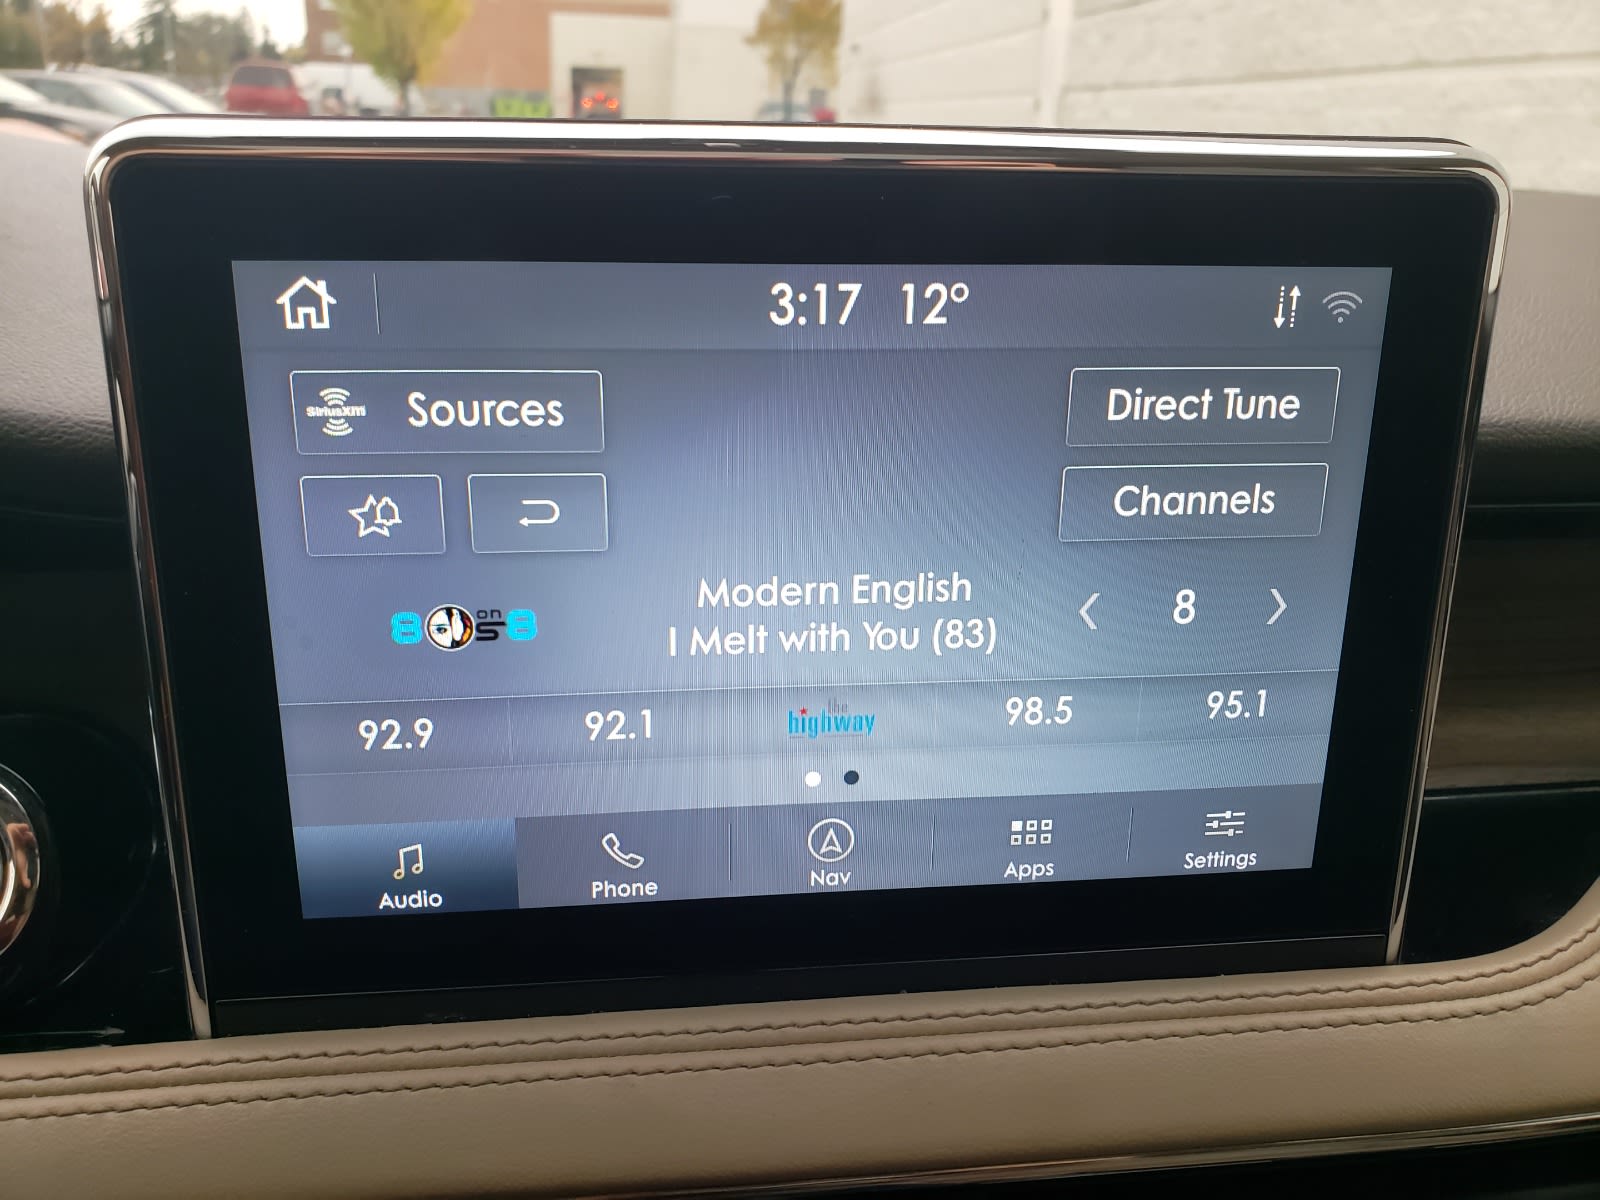 3:17 12°
SiriusXM Sources
Direct Tune
Channels
80s on 8
Modern English
I Melt with You (83)
8
92.9
92.1
the highway
98.5
95.1
Audio
Phone
Nav
Apps
Settings